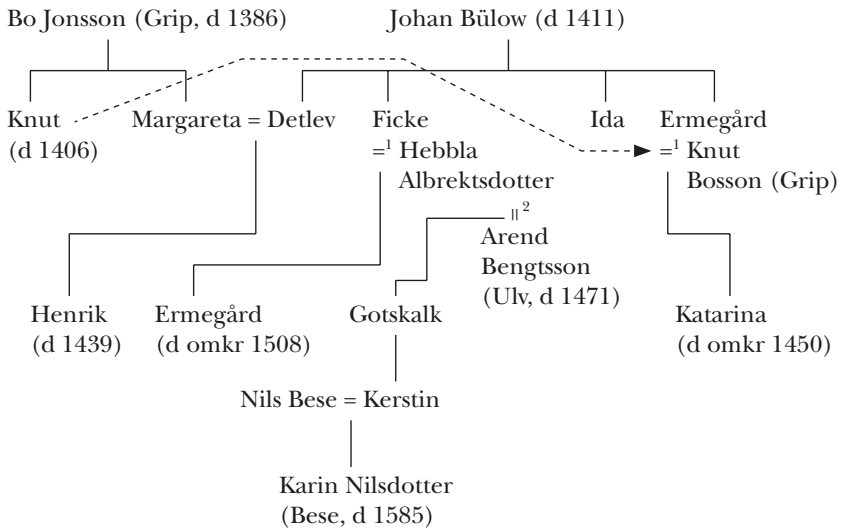 Bo Jonsson (Grip, d 1386) Johan Bülow (d 1411)
Knut Margareta = Detlev Ficke Ida Ermegård
(d 1406) =¹ Hebbla =¹ Knut
Albrektsdotter Bosson (Grip)
=²
Arend
Bengtsson
(Ulv, d 1471)
Henrik Ermegård Gotskalk Katarina
(d 1439) (d omkr 1508) (d omkr 1450)
Nils Bese = Kerstin
Karin Nilsdotter
(Bese, d 1585)